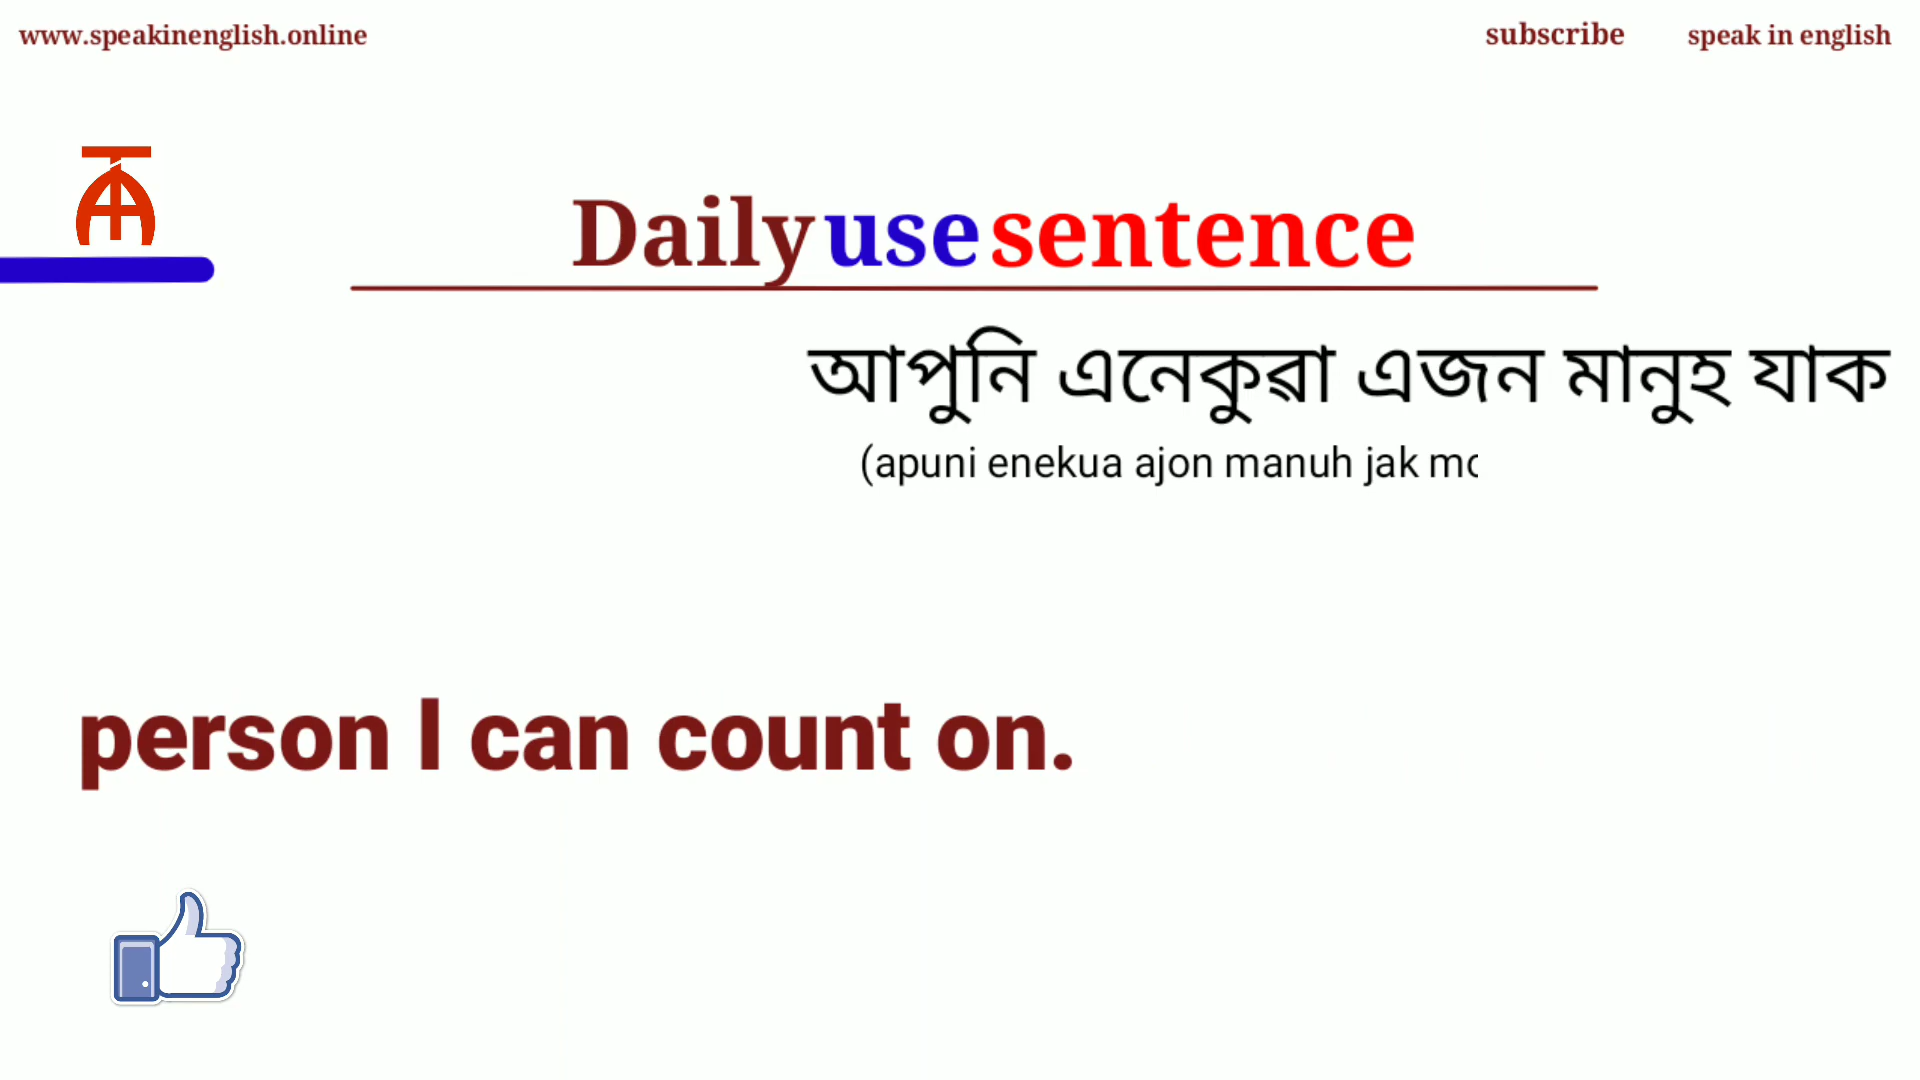 www.speakinenglish.online subscribe speak in english
Daily use sentence
আপুনি এনেকুৱা এজন মানুহ যাক
(apuni enekua ajon manuh jak
person I can count on.